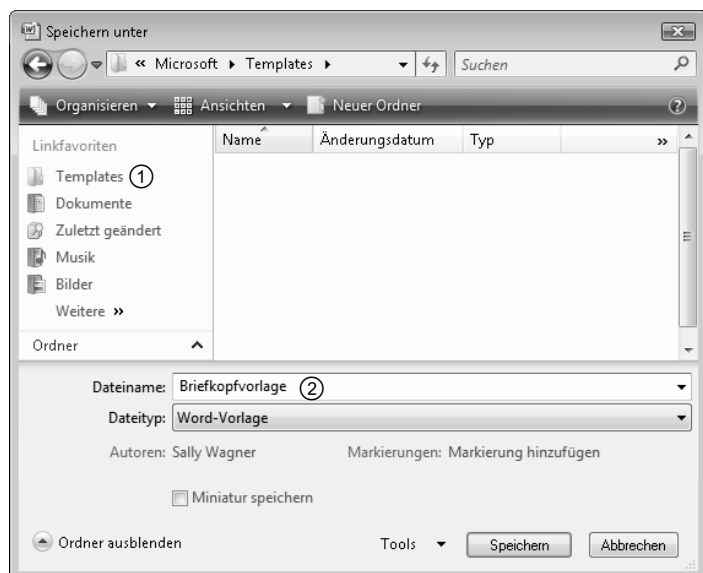 Speichern unter
« Microsoft ▸ Templates ▸ Suchen
Organisieren Ansichten Neuer Ordner ?
Linkfavoriten
Name Änderungsdatum Typ »
Templates ①
Dokumente
Zuletzt geändert
Musik
Bilder
Weitere »
Ordner
Dateiname: Briefkopfvorlage ②
Dateityp: Word-Vorlage
Autoren: Sally Wagner Markierungen: Markierung hinzufügen
Miniatur speichern
Ordner ausblenden Tools Speichern Abbrechen